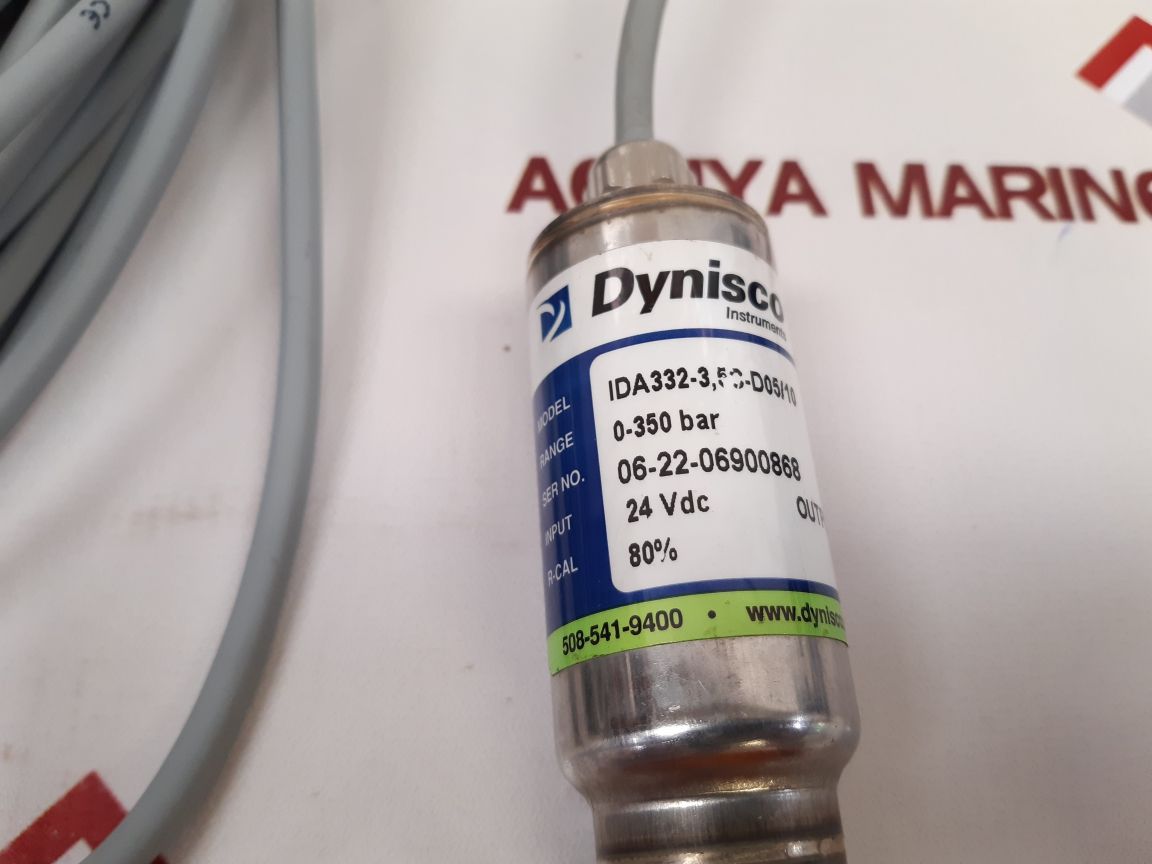 MARINE
Dynisco
Instruments
MODEL
RANGE 0-350 bar
SER NO. 06-22-06900868
INPUT 24 Vdc
R-CAL 80%
508-541-9400 •